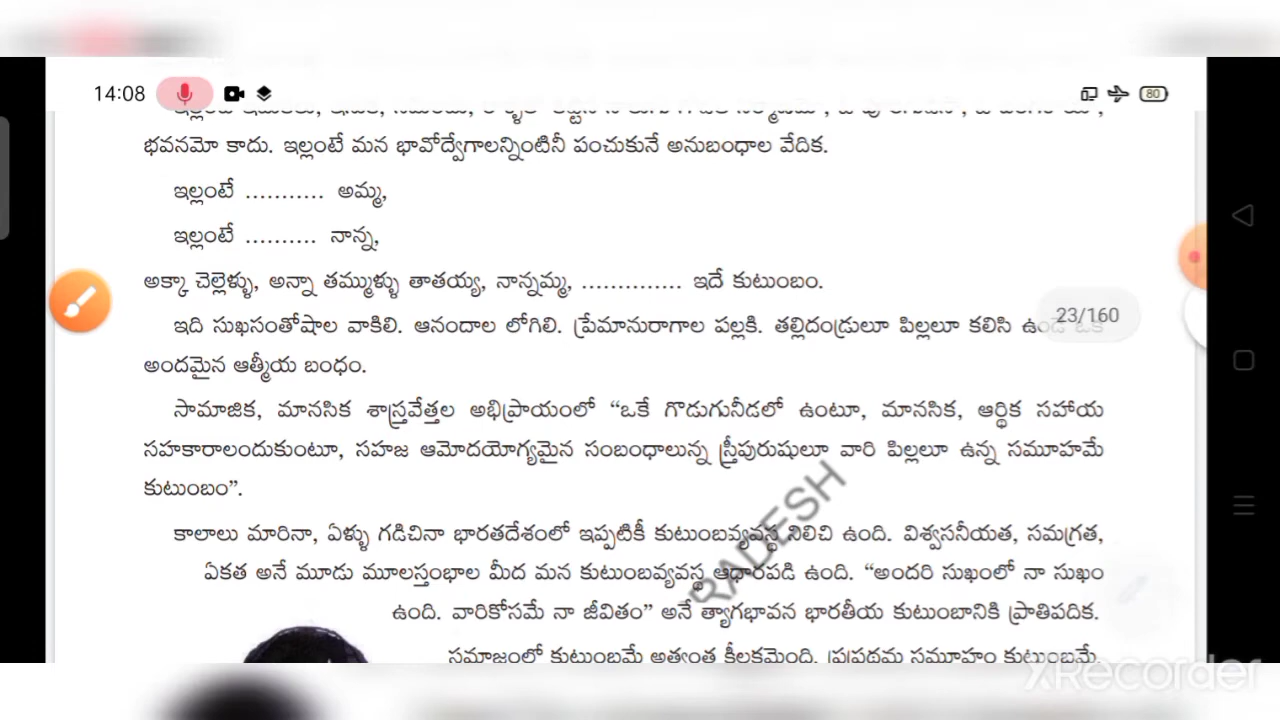 14:08
80
భవనమో కాదు. ఇల్లంటే మన భావోద్వేగాలన్నింటినీ పంచుకునే అనుబంధాల వేదిక.
ఇల్లంటే ........... అమ్మ,
ఇల్లంటే .......... నాన్న,
అక్కా చెల్లెళ్ళు, అన్నా తమ్ముళ్ళు తాతయ్య, నాన్నమ్మ, .............. ఇదే కుటుంబం.
ఇది సుఖసంతోషాల వాకిలి. ఆనందాల లోగిలి. ప్రేమానురాగాల పల్లకి. తల్లిదండ్రులూ పిల్లలూ కలిసి ఉండే ఒక
23/160
అందమైన ఆత్మీయ బంధం.
సామాజిక, మానసిక శాస్త్రవేత్తల అభిప్రాయంలో “ఒకే గొడుగునీడలో ఉంటూ, మానసిక, ఆర్థిక సహాయ
సహకారాలందుకుంటూ, సహజ ఆమోదయోగ్యమైన సంబంధాలున్న స్త్రీపురుషులూ వారి పిల్లలూ ఉన్న సమూహమే
కుటుంబం”.
కాలాలు మారినా, ఏళ్ళు గడిచినా భారతదేశంలో ఇప్పటికీ కుటుంబవ్యవస్థ నిలిచి ఉంది. విశ్వసనీయత, సమగ్రత,
ఏకత అనే మూడు మూలస్తంభాల మీద మన కుటుంబవ్యవస్థ ఆధారపడి ఉంది. “అందరి సుఖంలో నా సుఖం
ఉంది. వారికోసమే నా జీవితం” అనే త్యాగభావన భారతీయ కుటుంబానికి ప్రాతిపదిక.
సమాజంలో కుటుంబమే అత్యంత కీలకమైంది. ప్రప్రథమ సమూహం కుటుంబమే.
RADESH
XRecorder